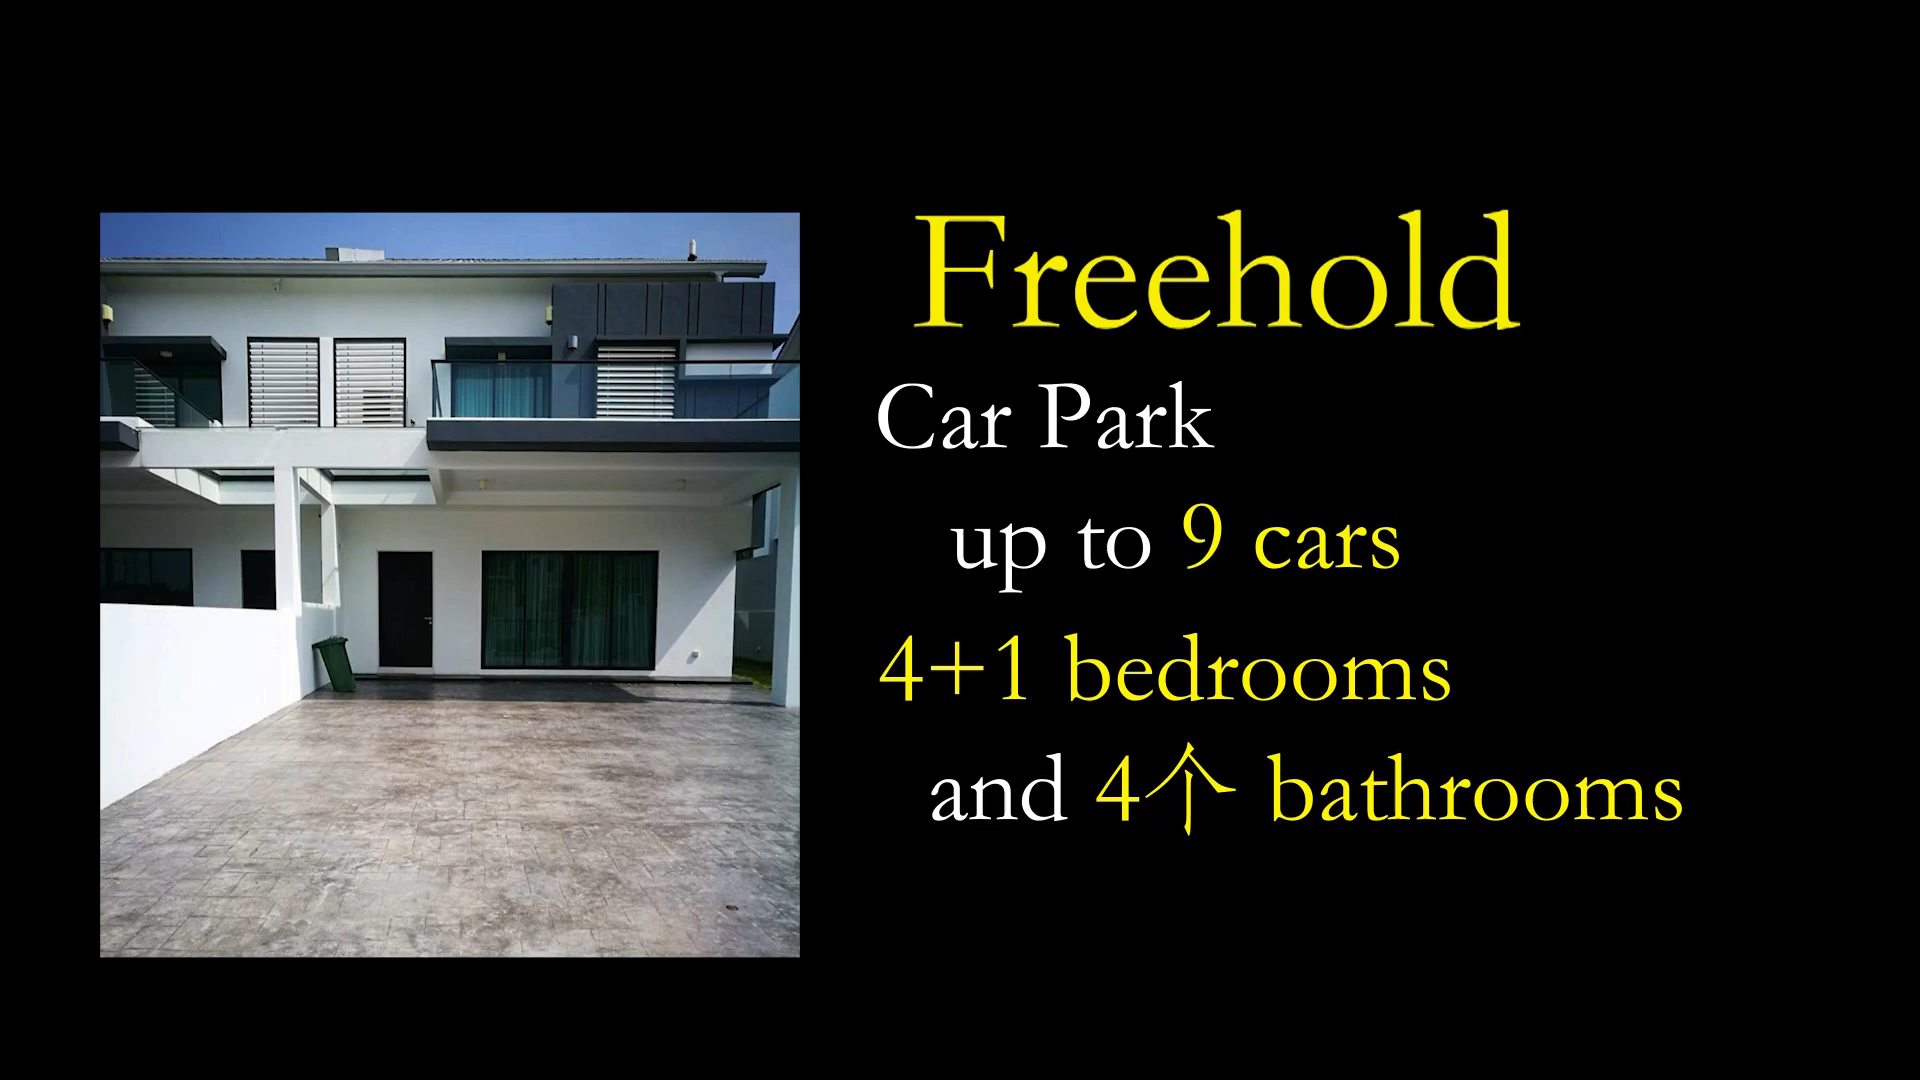 Freehold
Car Park
up to 9 cars
4+1 bedrooms
and 4个 bathrooms